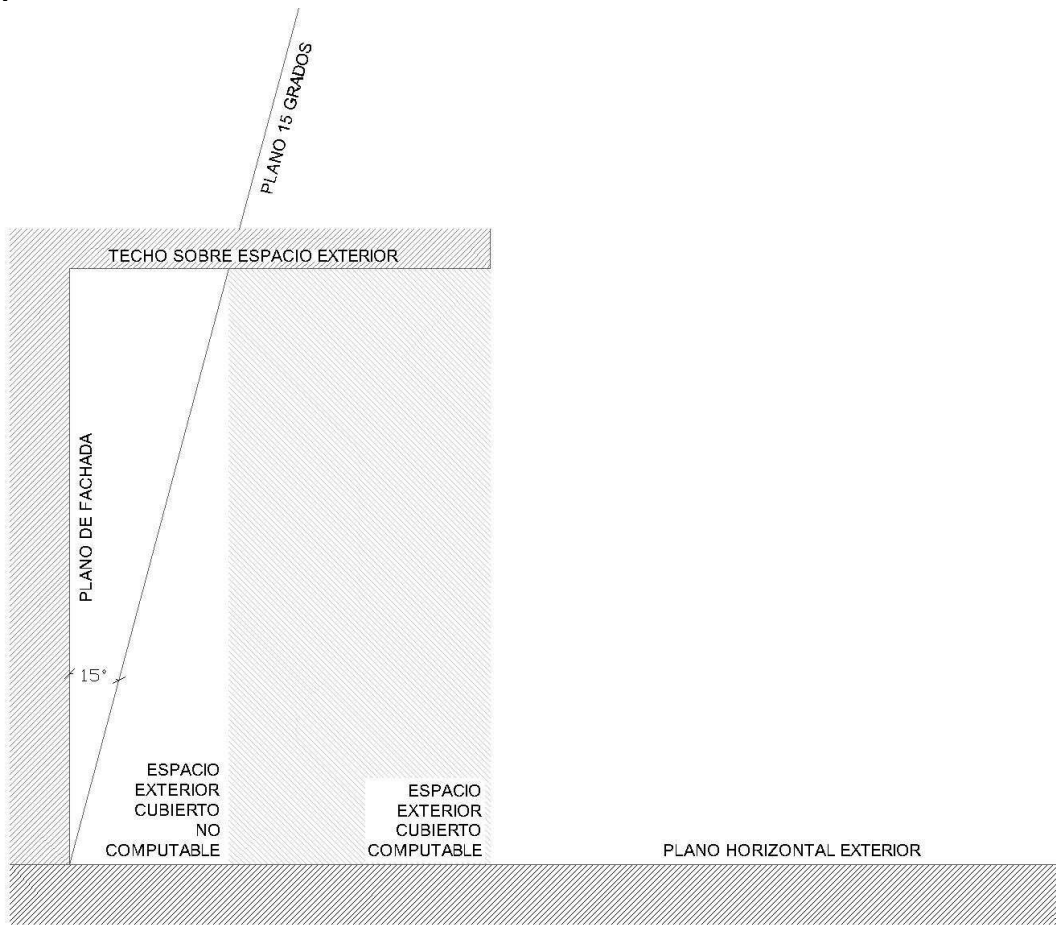 PLANO 15 GRADOS
TECHO SOBRE ESPACIO EXTERIOR
PLANO DE FACHADA
15°
ESPACIO
EXTERIOR
CUBIERTO
NO
COMPUTABLE
ESPACIO
EXTERIOR
CUBIERTO
COMPUTABLE
PLANO HORIZONTAL EXTERIOR